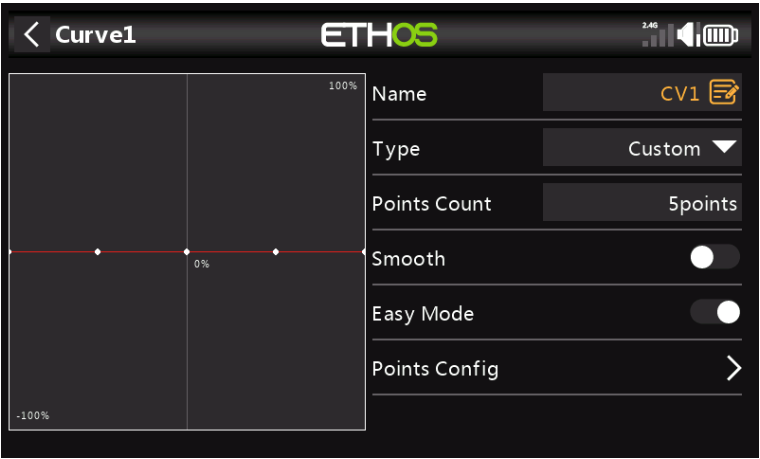 Curve1
ETHOS
2.4G
100%
0%
-100%
Name CV1
Type Custom
Points Count 5points
Smooth
Easy Mode
Points Config